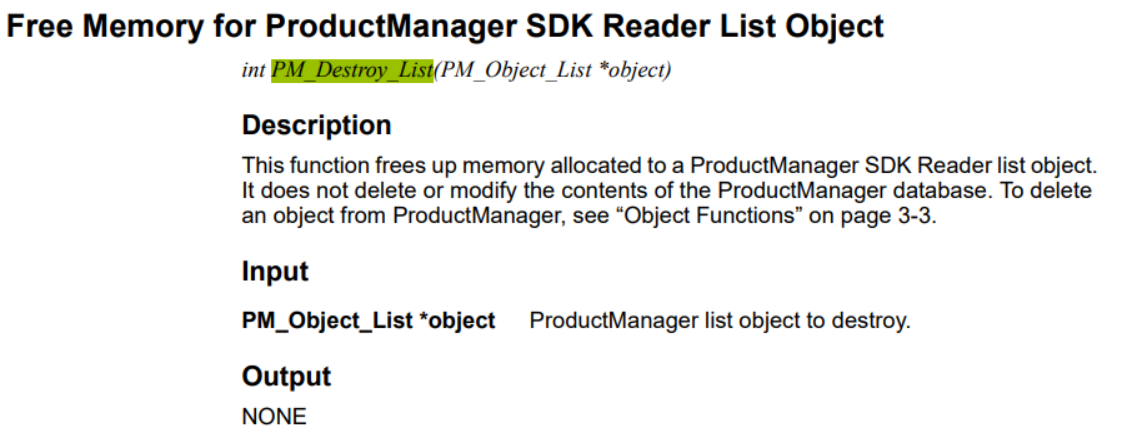 Free Memory for ProductManager SDK Reader List Object
int PM_Destroy_List(PM_Object_List *object)
Description
This function frees up memory allocated to a ProductManager SDK Reader list object.
It does not delete or modify the contents of the ProductManager database. To delete
an object from ProductManager, see “Object Functions” on page 3-3.
Input
PM_Object_List *object ProductManager list object to destroy.
Output
NONE